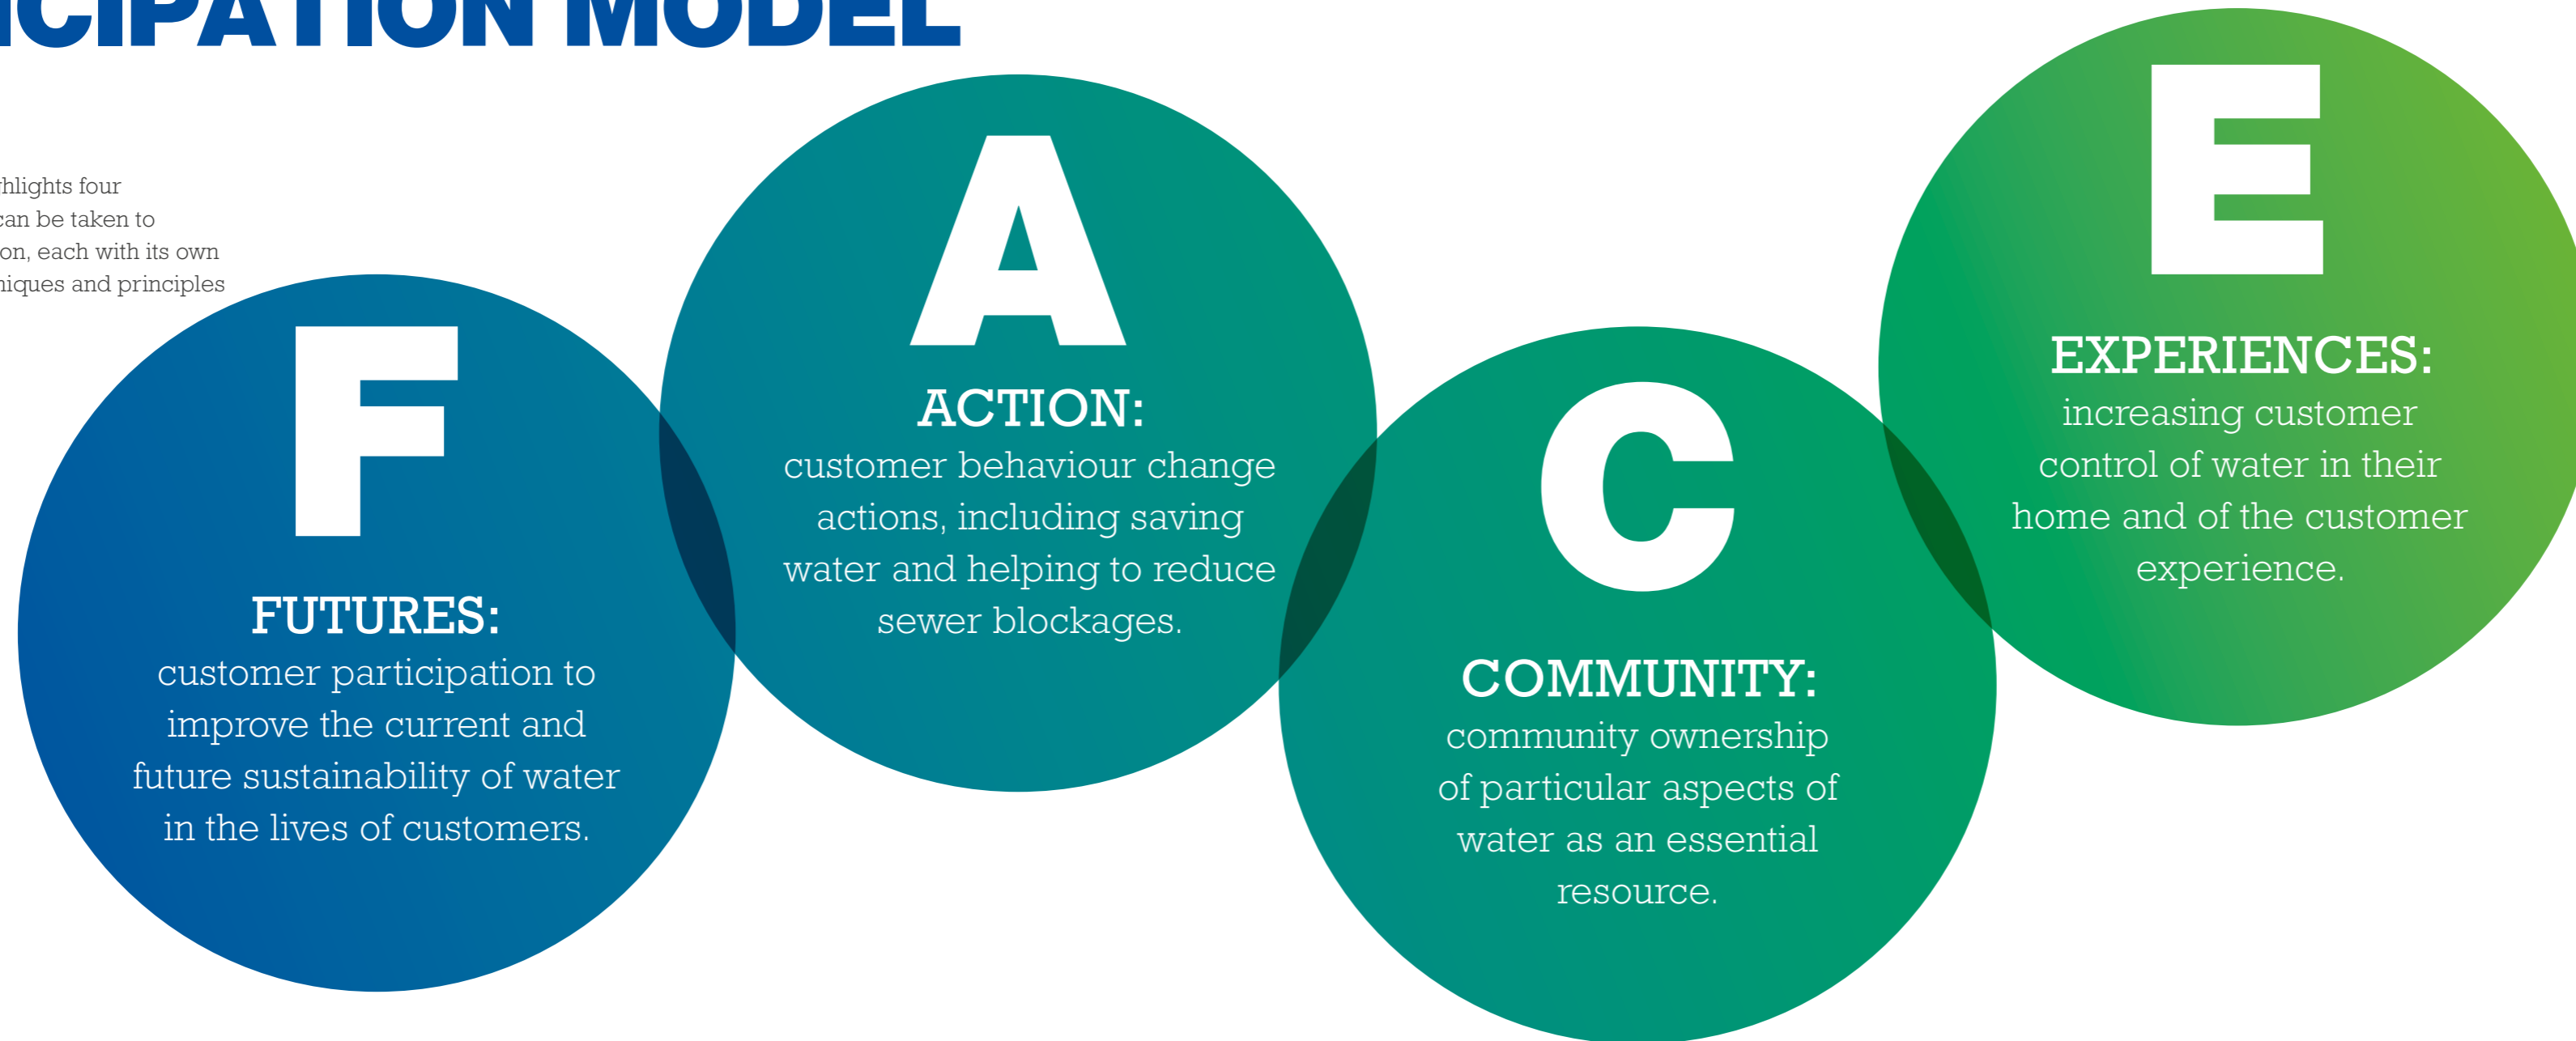 ICIPATION MODEL
hlights four
can be taken to
on, each with its own
niques and principles
F
FUTURES:
customer participation to
improve the current and
future sustainability of water
in the lives of customers.
A
ACTION:
customer behaviour change
actions, including saving
water and helping to reduce
sewer blockages.
C
COMMUNITY:
community ownership
of particular aspects of
water as an essential
resource.
E
EXPERIENCES:
increasing customer
control of water in their
home and of the customer
experience.